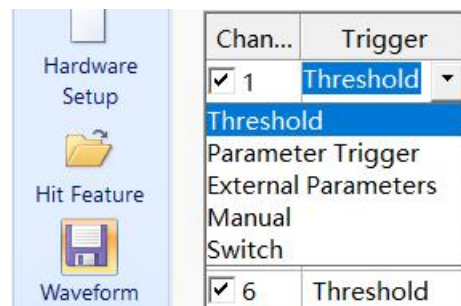 Hardware
Setup
Hit Feature
Waveform
Chan... Trigger
1 Threshold
Threshold
Parameter Trigger
External Parameters
Manual
Switch
6 Threshold